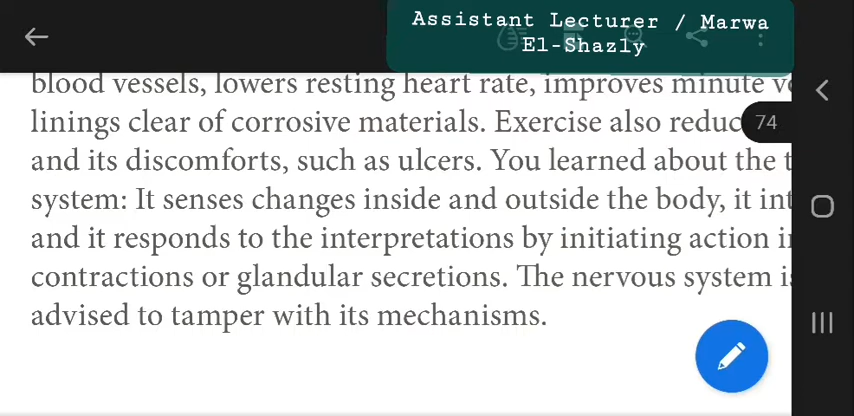 Assistant Lecturer / Marwa
El-Shazly
blood vessels, lowers resting heart rate, improves minute
linings clear of corrosive materials. Exercise also
74
and its discomforts, such as ulcers. You learned about the
system: It senses changes inside and outside the body, it
and it responds to the interpretations by initiating action
contractions or glandular secretions. The nervous system
advised to tamper with its mechanisms.